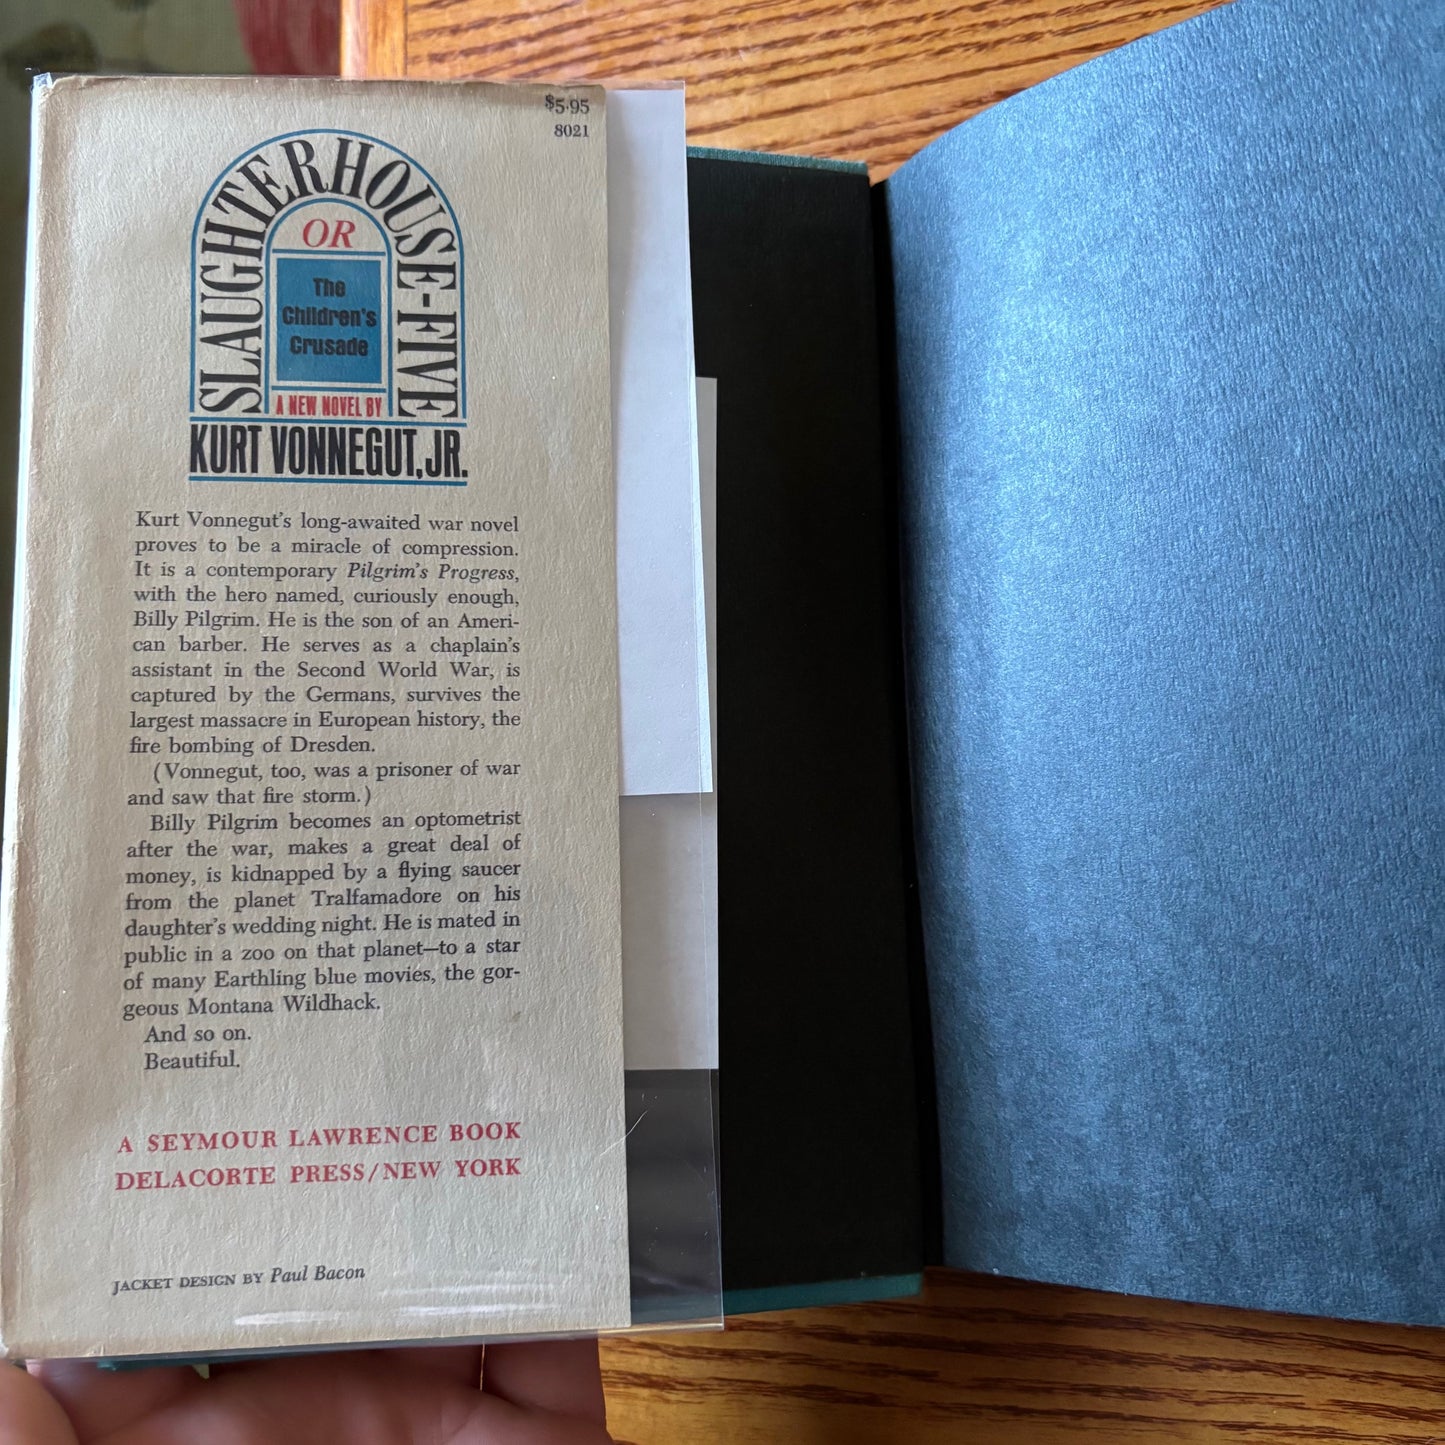 $5.95
8021
SLAUGHTERHOUSE-FIVE
OR
The
Children's
Crusade
A NEW NOVEL BY
KURT VONNEGUT, JR.
Kurt Vonnegut's long-awaited war novel
proves to be a miracle of compression.
It is a contemporary Pilgrim's Progress,
with the hero named, curiously enough,
Billy Pilgrim. He is the son of an Ameri-
can barber. He serves as a chaplain's
assistant in the Second World War, is
captured by the Germans, survives the
largest massacre in European history, the
fire bombing of Dresden.
(Vonnegut, too, was a prisoner of war
and saw that fire storm.)
Billy Pilgrim becomes an optometrist
after the war, makes a great deal of
money, is kidnapped by a flying saucer
from the planet Tralfamadore on his
daughter's wedding night. He is mated in
public in a zoo on that planet—to a star
of many Earthling blue movies, the gor-
geous Montana Wildhack.
And so on.
Beautiful.
A SEYMOUR LAWRENCE BOOK
DELACORTE PRESS/NEW YORK
JACKET DESIGN BY Paul Bacon